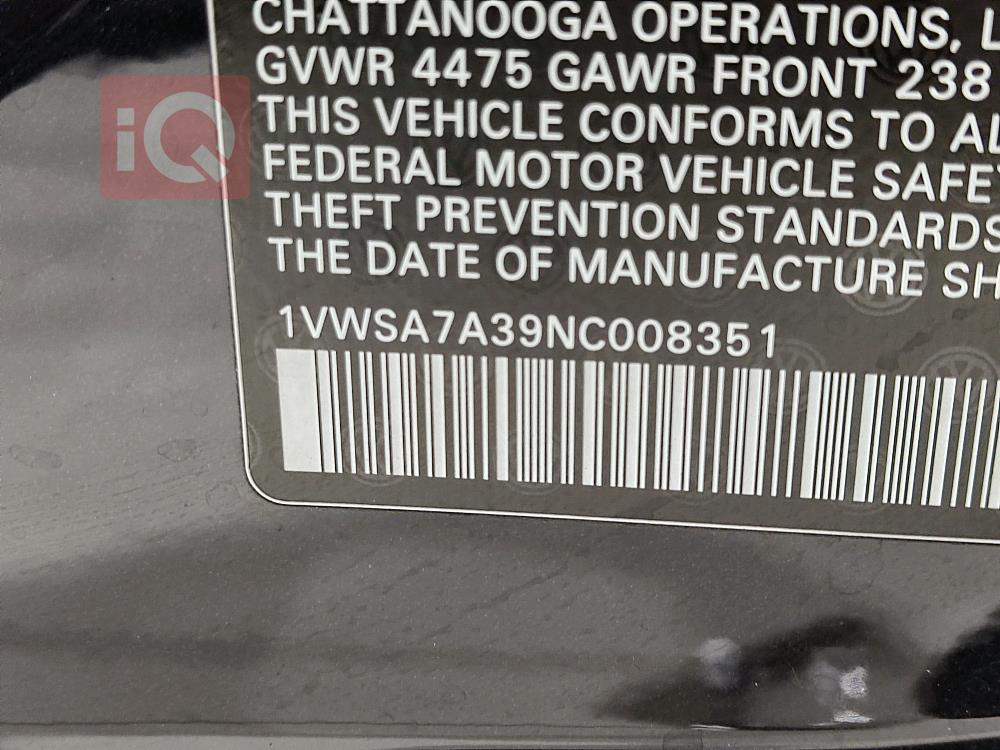 CHATTANOOGA OPERATIONS, L
GVWR 4475 GAWR FRONT 238
THIS VEHICLE CONFORMS TO AL
FEDERAL MOTOR VEHICLE SAFE
THEFT PREVENTION STANDARDS
THE DATE OF MANUFACTURE SH
1VWSA7A39NC008351
iQ